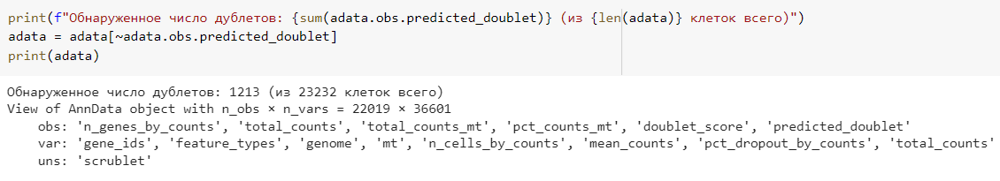 print(f"Обнаруженное число дублетов: {sum(adata.obs.predicted_doublet)} (из {len(adata)} клеток всего)")
adata = adata[~adata.obs.predicted_doublet]
print(adata)
Обнаруженное число дублетов: 1213 (из 23232 клеток всего)
View of AnnData object with n_obs × n_vars = 22019 × 36601
    obs: 'n_genes_by_counts', 'total_counts', 'total_counts_mt', 'pct_counts_mt', 'doublet_score', 'predicted_doublet'
    var: 'gene_ids', 'feature_types', 'genome', 'mt', 'n_cells_by_counts', 'mean_counts', 'pct_dropout_by_counts', 'total_counts'
    uns: 'scrublet'